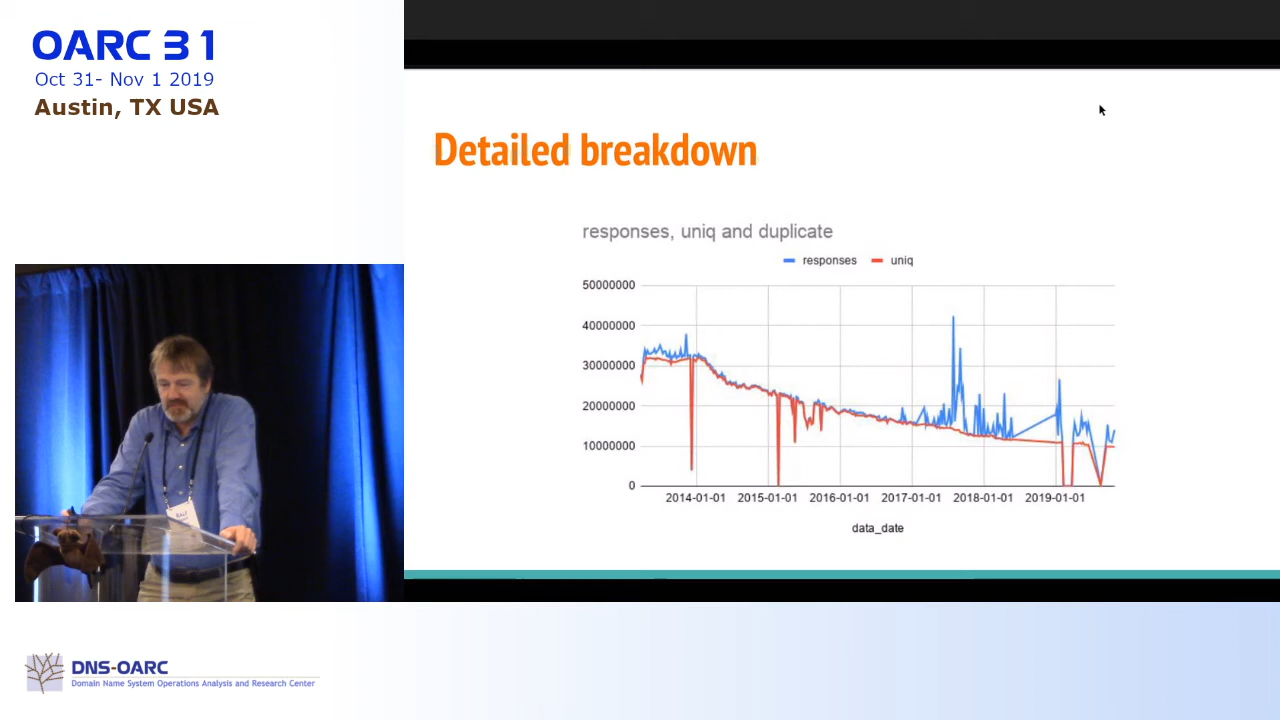 OARC 31
Oct 31- Nov 1 2019
Austin, TX USA
Detailed breakdown
responses, uniq and duplicate
responses uniq
50000000
40000000
30000000
20000000
10000000
0
2014-01-01 2015-01-01 2016-01-01 2017-01-01 2018-01-01 2019-01-01
data_date
DNS-OARC
Domain Name System Operations Analysis and Research Center